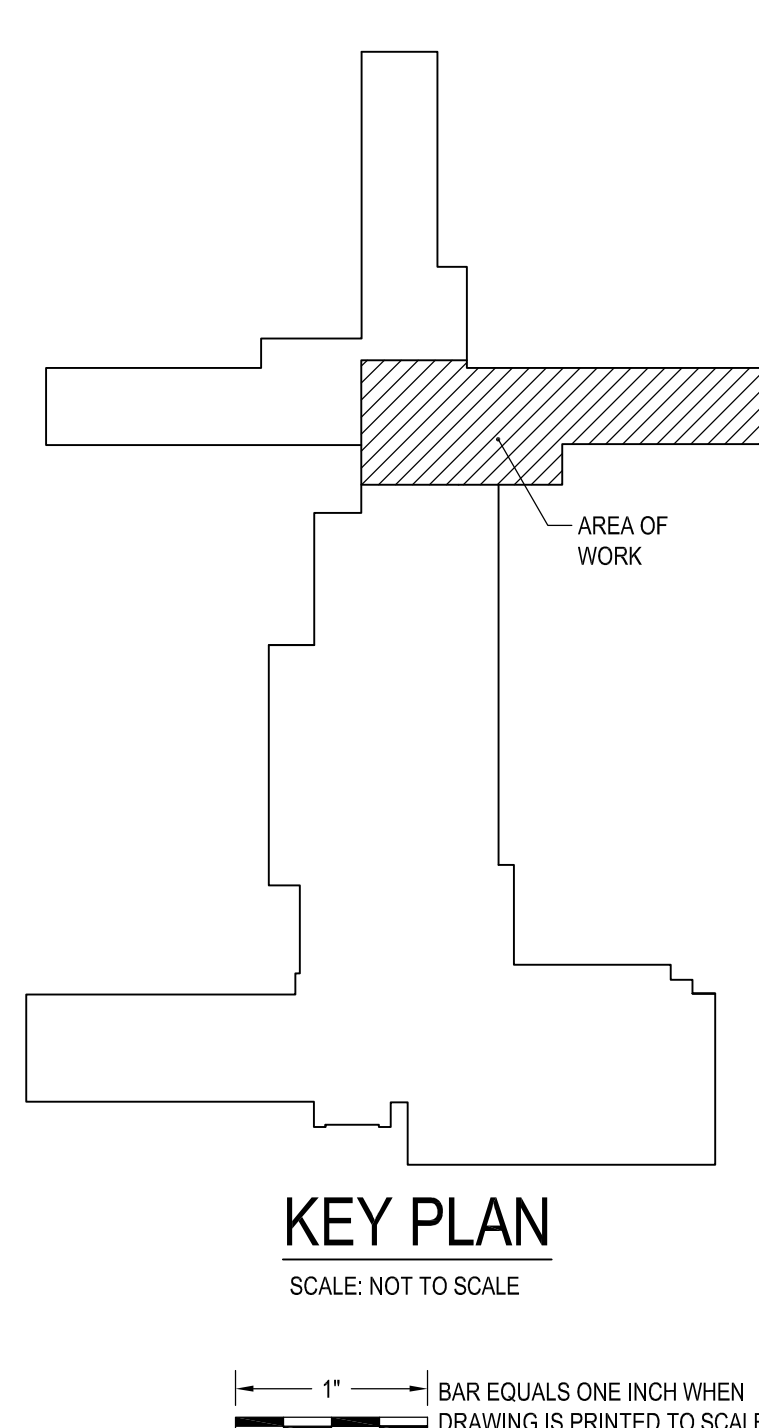 AREA OF
WORK
KEY PLAN
SCALE: NOT TO SCALE
1" BAR EQUALS ONE INCH WHEN
DRAWING IS PRINTED TO SCALE